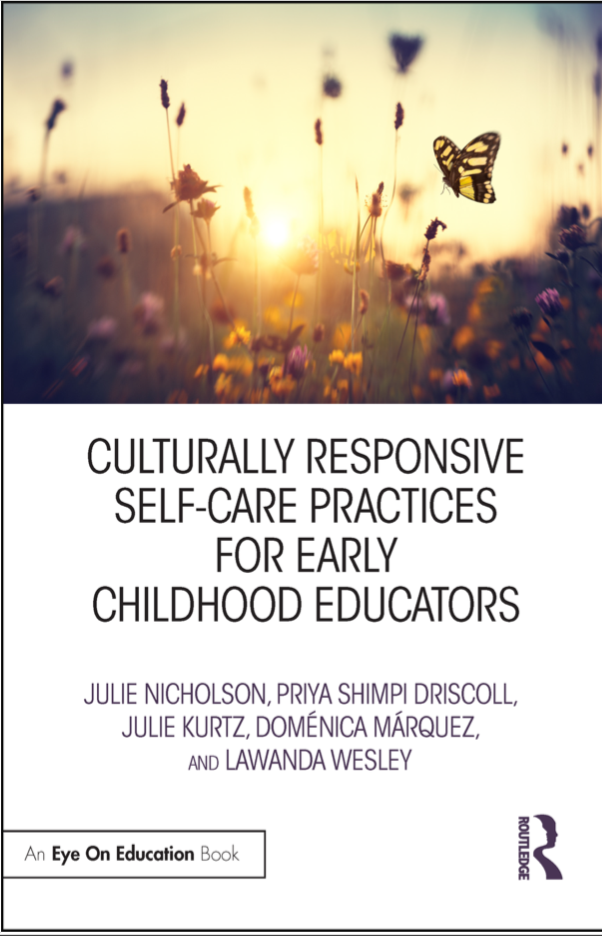 CULTURALLY RESPONSIVE
SELF-CARE PRACTICES
FOR EARLY
CHILDHOOD EDUCATORS
JULIE NICHOLSON, PRIYA SHIMPI DRISCOLL,
JULIE KURTZ, DOMÉNICA MÁRQUEZ,
AND LAWANDA WESLEY
An Eye On Education Book
ROUTLEDGE